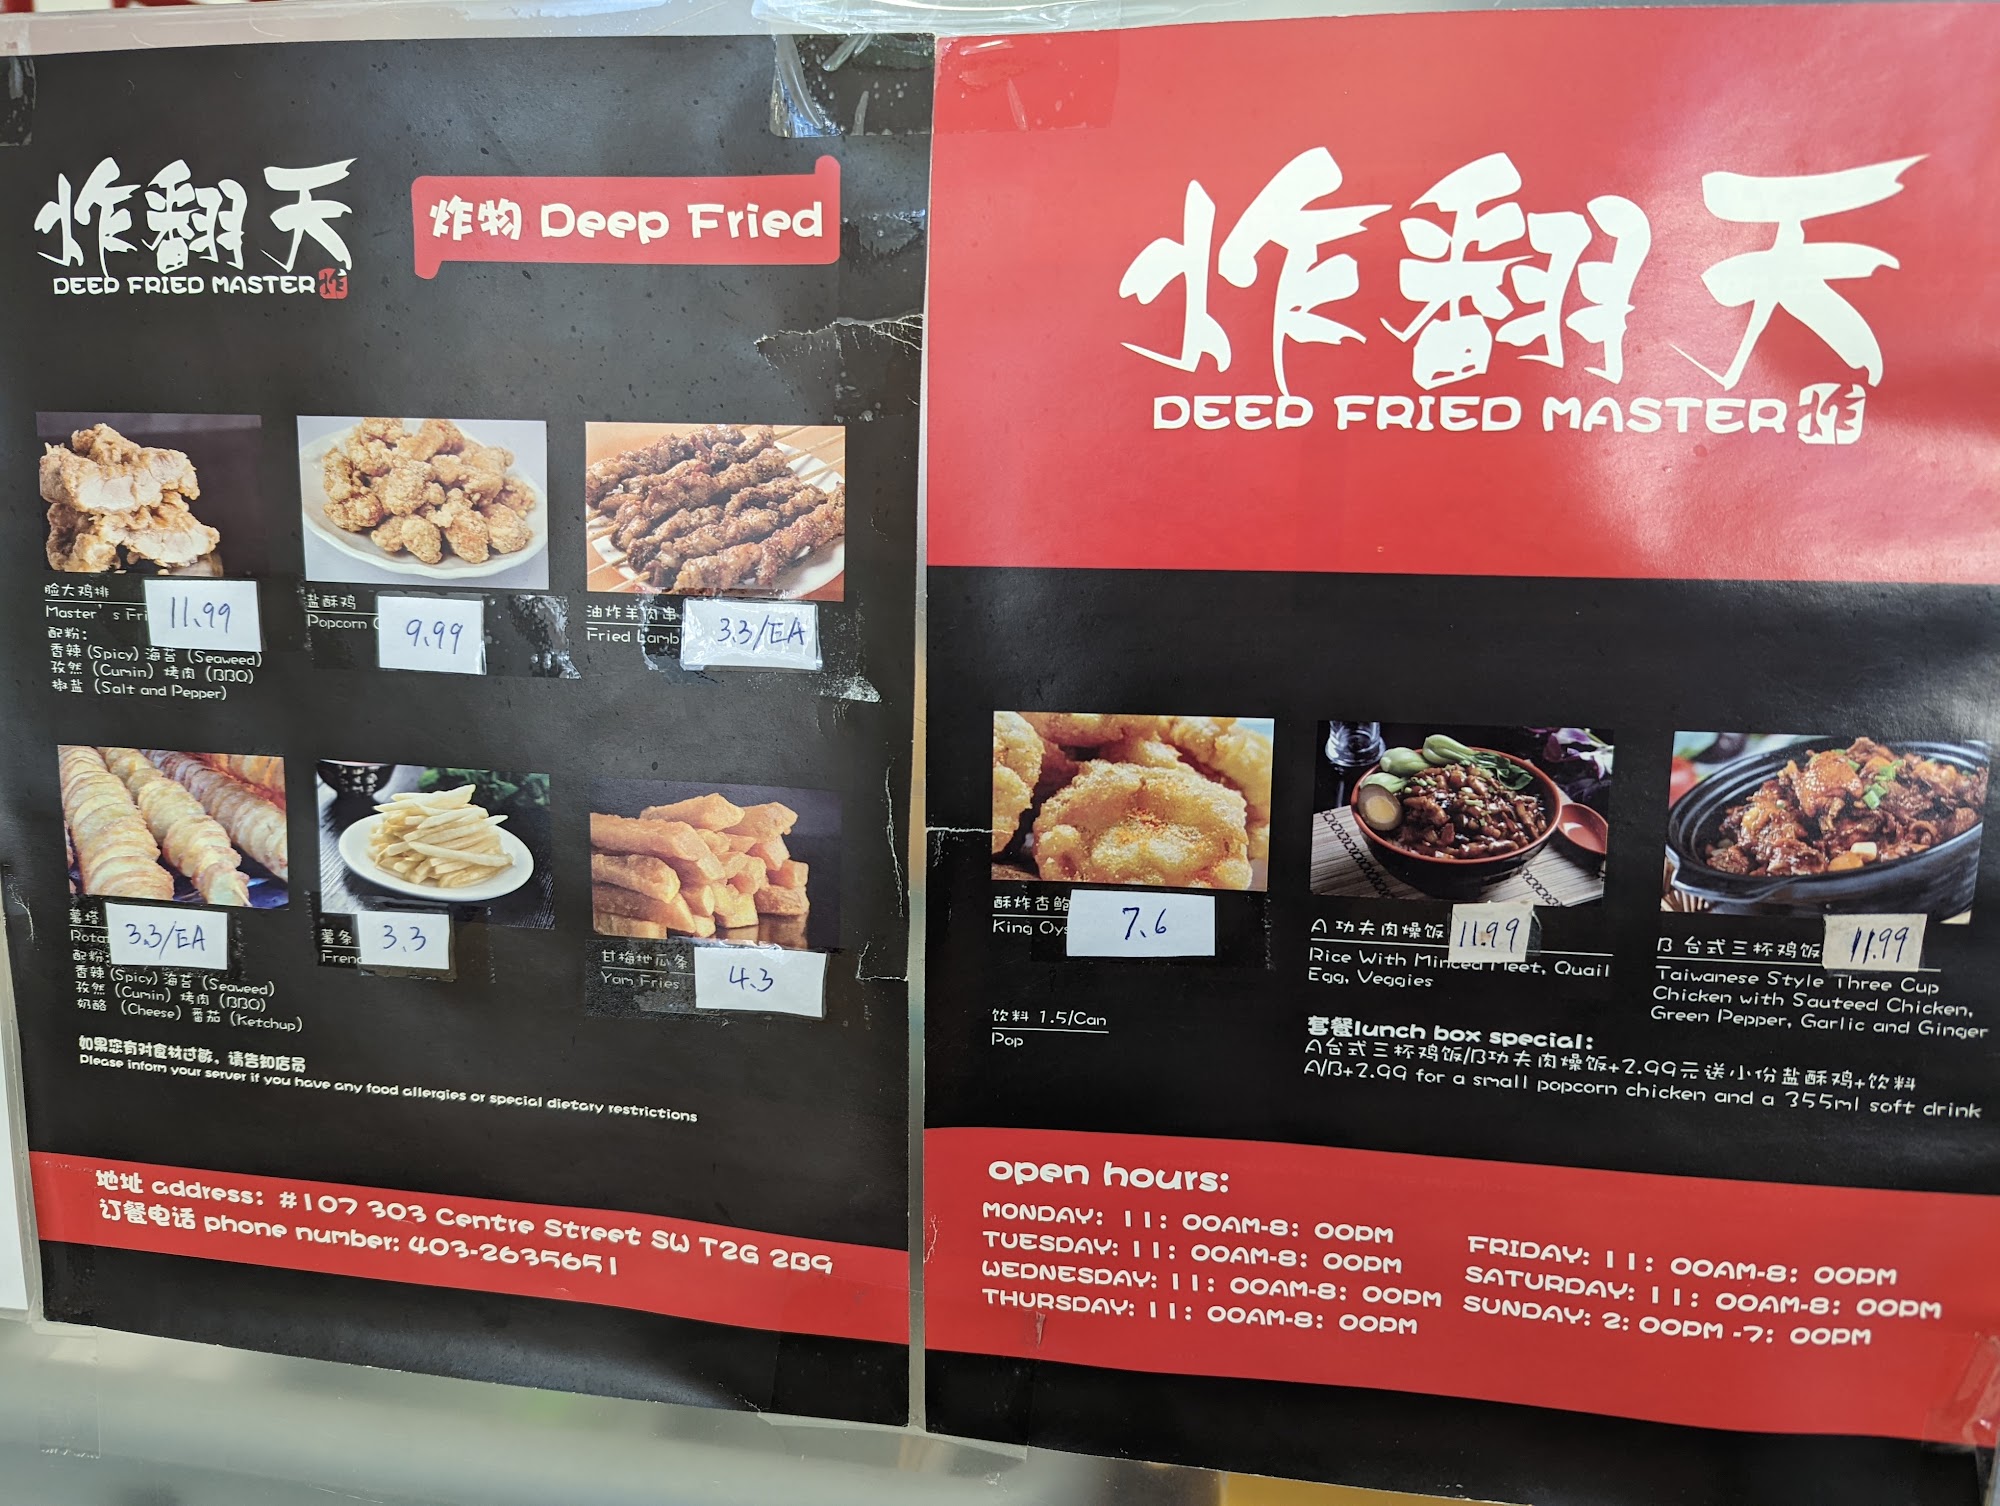 炸翻天
DEEP FRIED MASTER 炸
炸物 Deep Fried
脸大鸡排
Master's
11.99
配粉:
香辣 (Spicy) 海苔 (Seaweed)
孜然 (Cumin) 烤肉 (BBQ)
椒盐 (Salt and Pepper)
盐酥鸡
Popcorn
9.99
油炸羊肉串
Fried Lamb
3.3/EA
薯塔
3.3/EA
配粉:
香辣 (Spicy) 海苔 (Seaweed)
孜然 (Cumin) 烤肉 (BBQ)
奶酪 (Cheese) 番茄 (Ketchup)
薯条
3.3
甘梅地瓜条
Yam Fries
4.3
如果您有对食材过敏，请告知店员
Please inform your server if you have any food allergies or special dietary restrictions
地址 address: #107 303 Centre Street SW T2G 2B9
订餐电话 phone number: 403-2635651
炸翻天
DEEP FRIED MASTER 炸
酥炸杏鲍
King
7.6
饮料 1.5/Can
Pop
A 功夫肉燥饭 11.99
Rice With Minced Meet, Quail
Egg, Veggies
B 台式三杯鸡饭 11.99
Taiwanese Style Three Cup
Chicken with Sauteed Chicken,
Green Pepper, Garlic and Ginger
套餐lunch box special:
A台式三杯鸡饭/B功夫肉燥饭+2.99元送小份盐酥鸡+饮料
A/B+2.99 for a small popcorn chicken and a 355ml soft drink
open hours:
MONDAY: 11: 00AM-8: 00PM
TUESDAY: 11: 00AM-8: 00PM
WEDNESDAY: 11: 00AM-8: 00PM
THURSDAY: 11: 00AM-8: 00PM
FRIDAY: 11: 00AM-8: 00PM
SATURDAY: 11: 00AM-8: 00PM
SUNDAY: 2: 00PM -7: 00PM